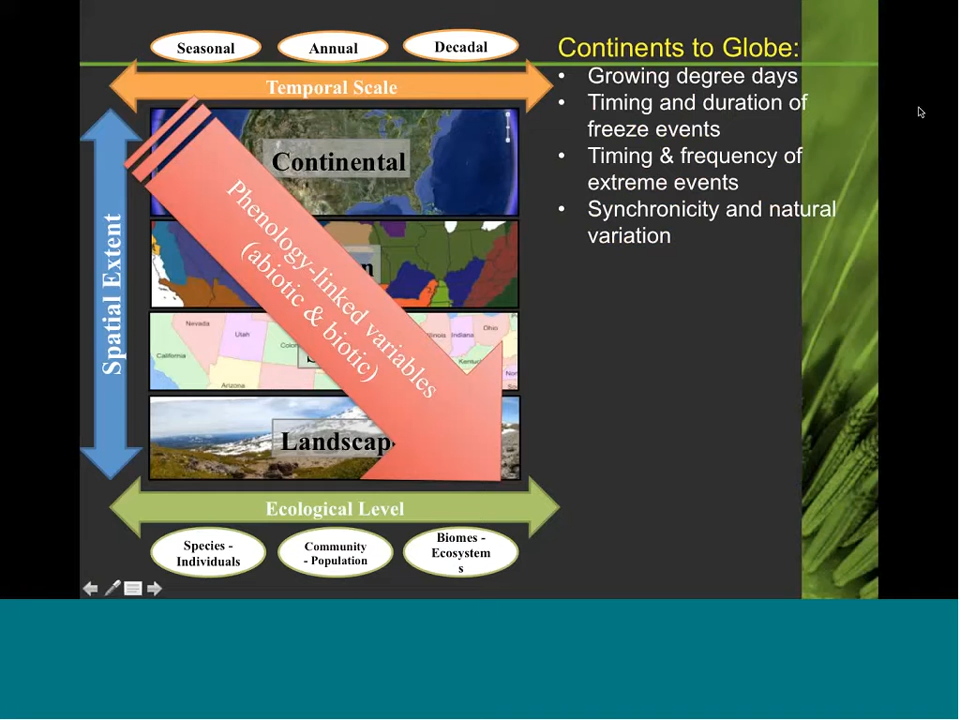 Seasonal
Annual
Decadal
Continents to Globe:
Temporal Scale
• Growing degree days
• Timing and duration of
freeze events
• Timing & frequency of
extreme events
• Synchronicity and natural
variation
Spatial Extent
Continental
Phenology-linked variables
(abiotic & biotic)
Nevada
Utah
California
Arizona
Indiana
Ohio
Landscap
Ecological Level
Species -
Individuals
Community
- Population
Biomes -
Ecosystem
s